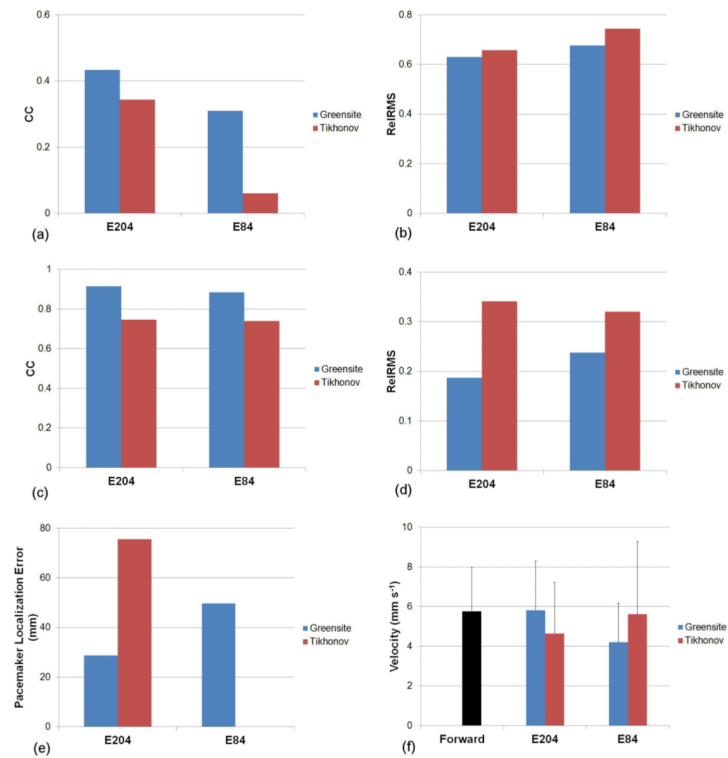 0.6
0.4
0.2
0
CC
E204
E84
Greensite
Tikhonov
(a)
0.8
0.6
0.4
0.2
0
RelRMS
E204
E84
Greensite
Tikhonov
(b)
1
0.8
0.6
0.4
0.2
0
CC
E204
E84
Greensite
Tikhonov
(c)
0.4
0.3
0.2
0.1
0
RelRMS
E204
E84
Greensite
Tikhonov
(d)
80
60
40
20
0
Pacemaker Localization Error
(mm)
E204
E84
Greensite
Tikhonov
(e)
10
8
6
4
2
0
Velocity (mm s⁻¹)
Forward
E204
E84
Greensite
Tikhonov
(f)